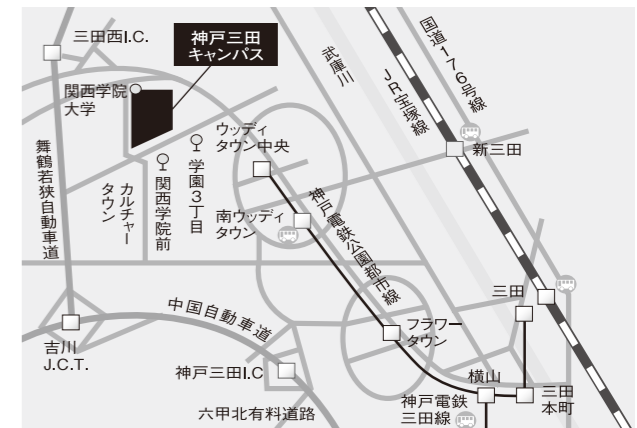 三田西I.C.
神戸三田
キャンパス
関西学院
大学
武庫川
国道176号線
JR宝塚線
ウッディ
タウン中央
新三田
舞鶴若狭自動車道
カルチャー
タウン
関西学院前
学園3丁目
南ウッディ
タウン
神戸電鉄公園都市線
三田
中国自動車道
フラワー
タウン
吉川
J.C.T.
神戸三田I.C
横山
三田
本町
神戸電鉄
三田線
六甲北有料道路